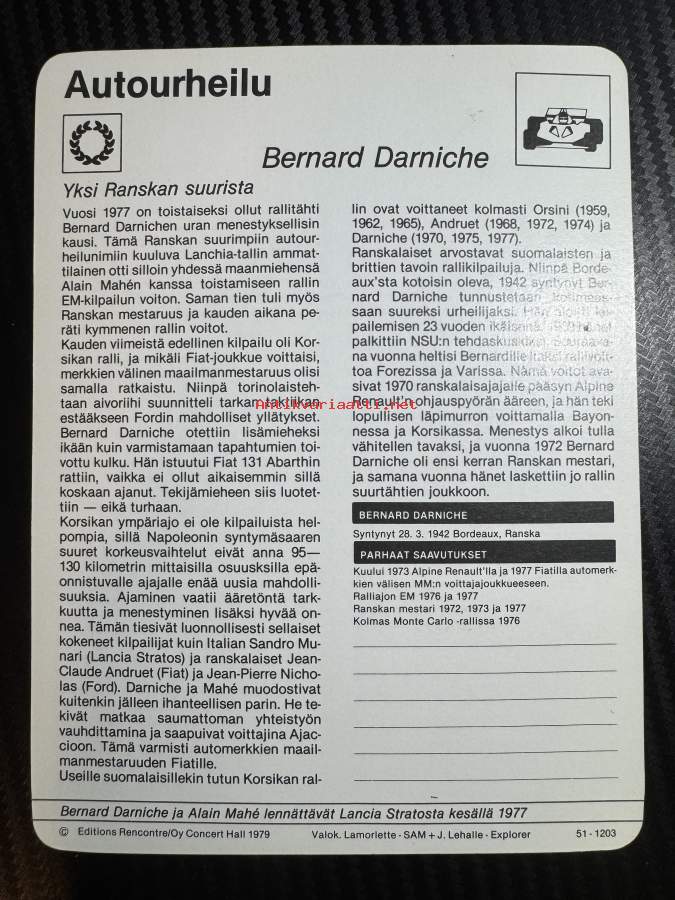 Autourheilu
Bernard Darniche
Yksi Ranskan suurista
Vuosi 1977 on toistaiseksi ollut rallitähti
Bernard Darnichen uran menestyksellisin
kausi. Tämä Ranskan suurimpiin autour-
heilunimiin kuuluva Lanchia-tallin ammat-
tilainen otti silloin yhdessä maanmiehensä
Alain Mahén kanssa toistamiseen rallin
EM-kilpailun voiton. Saman tien tuli myös
Ranskan mestaruus ja kauden aikana pe-
räti kymmenen rallin voitot.
Kauden viimeistä edellinen kilpailu oli Kor-
sikan ralli, ja mikäli Fiat-joukkue voittaisi,
merkkien välinen maailmanmestaruus olisi
samalla ratkaistu. Niinpä torinolaisteh-
taan aivoriihi suunnitteli tarkan taktiikan
estääkseen Fordin mahdolliset yllätykset.
Bernard Darniche otettiin lisämieheksi
ikään kuin varmistamaan tapahtumien toi-
vottu kulku. Hän istuutui Fiat 131 Abarthin
rattiin, vaikka ei ollut aikaisemmin sillä
koskaan ajanut. Tekijämieheen siis luotet-
tiin — eikä turhaan.
Korsikan ympäriajo ei ole kilpailuista hel-
pompia, sillä Napoleonin syntymäsaaren
suuret korkeusvaihtelut eivät anna 95—
130 kilometrin mittaisilla osuuksilla epä-
onnistuvalle ajajalle enää uusia mahdolli-
suuksia. Ajaminen vaatii ääretöntä tark-
kuutta ja menestyminen lisäksi hyvää on-
nea. Tämän tiesivät luonnollisesti sellaiset
kokeneet kilpailijat kuin Italian Sandro Mu-
nari (Lancia Stratos) ja ranskalaiset Jean-
Claude Andruet (Fiat) ja Jean-Pierre Nicho-
las (Ford). Darniche ja Mahé muodostivat
kuitenkin jälleen ihanteellisen parin. He te-
kivät matkaa saumattoman yhteistyön
vauhdittamina ja saapuivat voittajina Ajac-
cioon. Tämä varmisti automerkkien maail-
manmestaruuden Fiatille.
Useille suomalaisillekin tutun Korsikan ral-
lin ovat voittaneet kolmasti Orsini (1959,
1962, 1965), Andruet (1968, 1972, 1974) ja
Darniche (1970, 1975, 1977).
Ranskalaiset arvostavat suomalaisten ja
brittien tavoin rallikilpailuja. Niinpä Borde-
aux'sta kotoisin oleva, 1942 syntynyt Ber-
nard Darniche tunnustetaan kotimaas-
saan suureksi urheilijaksi. Hän aloitti kil-
pailemisen 23 vuoden ikäisenä. hänet
palkittiin NSU:n tehdaskuskiksi. Seuraava-
na vuonna heltisi Bernardille kaksi rallivoit-
toa Forezissa ja Varissa. Nämä voitot ava-
sivat 1970 ranskalaisajajalle pääsyn Alpine
Renault'n ohjauspyörän ääreen, ja hän teki
lopullisen läpimurron voittamalla Bayon-
nessa ja Korsikassa. Menestys alkoi tulla
vähitellen tavaksi, ja vuonna 1972 Bernard
Darniche oli ensi kerran Ranskan mestari,
ja samana vuonna hänet laskettiin jo rallin
suurtähtien joukkoon.
BERNARD DARNICHE
Syntynyt 28. 3. 1942 Bordeaux, Ranska
PARHAAT SAAVUTUKSET
Kuului 1973 Alpine Renault'lla ja 1977 Fiatilla automerk-
kien välisen MM:n voittajajoukkueeseen.
Ralliajon EM 1976 ja 1977
Ranskan mestari 1972, 1973 ja 1977
Kolmas Monte Carlo -rallissa 1976
Bernard Darniche ja Alain Mahé lennättävät Lancia Stratosta kesällä 1977
© Editions Rencontre/Oy Concert Hall 1979 Valok. Lamoriette - SAM + J. Lehalle - Explorer 51 - 1203
Antikvariaatti.net